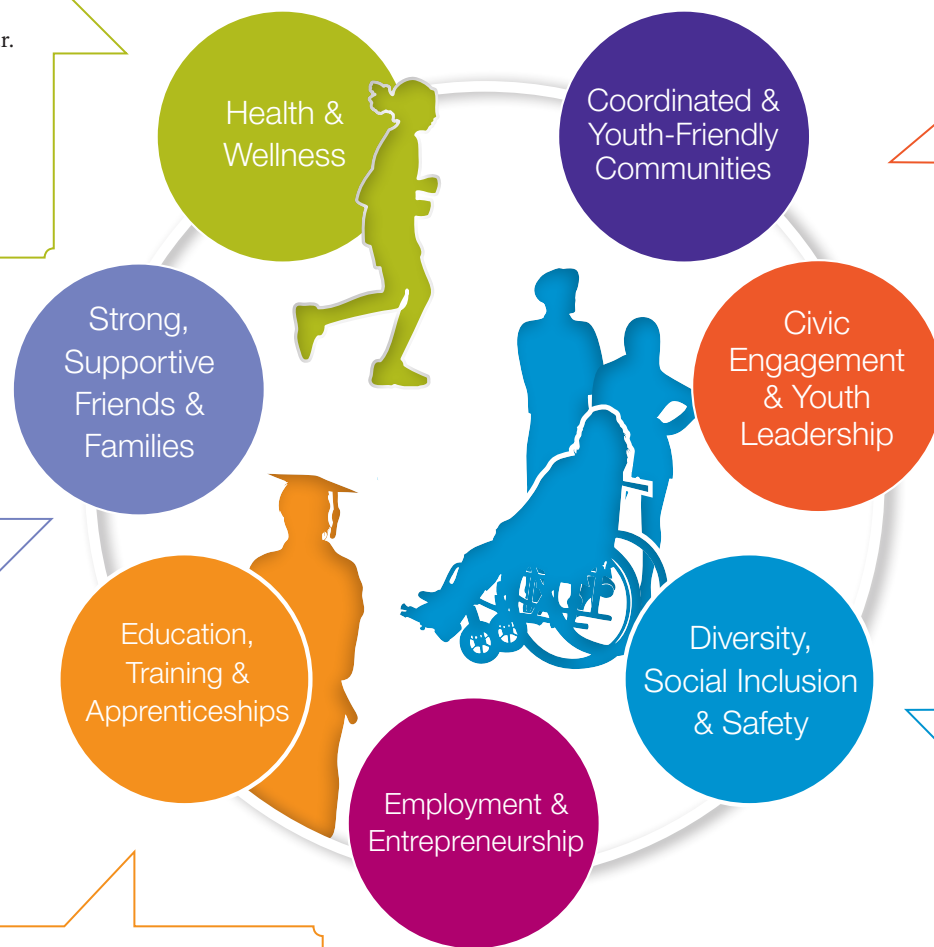 r.
Health &
Wellness
Coordinated &
Youth-Friendly
Communities
Strong,
Supportive
Friends &
Families
Civic
Engagement
& Youth
Leadership
Education,
Training &
Apprenticeships
Diversity,
Social Inclusion
& Safety
Employment &
Entrepreneurship